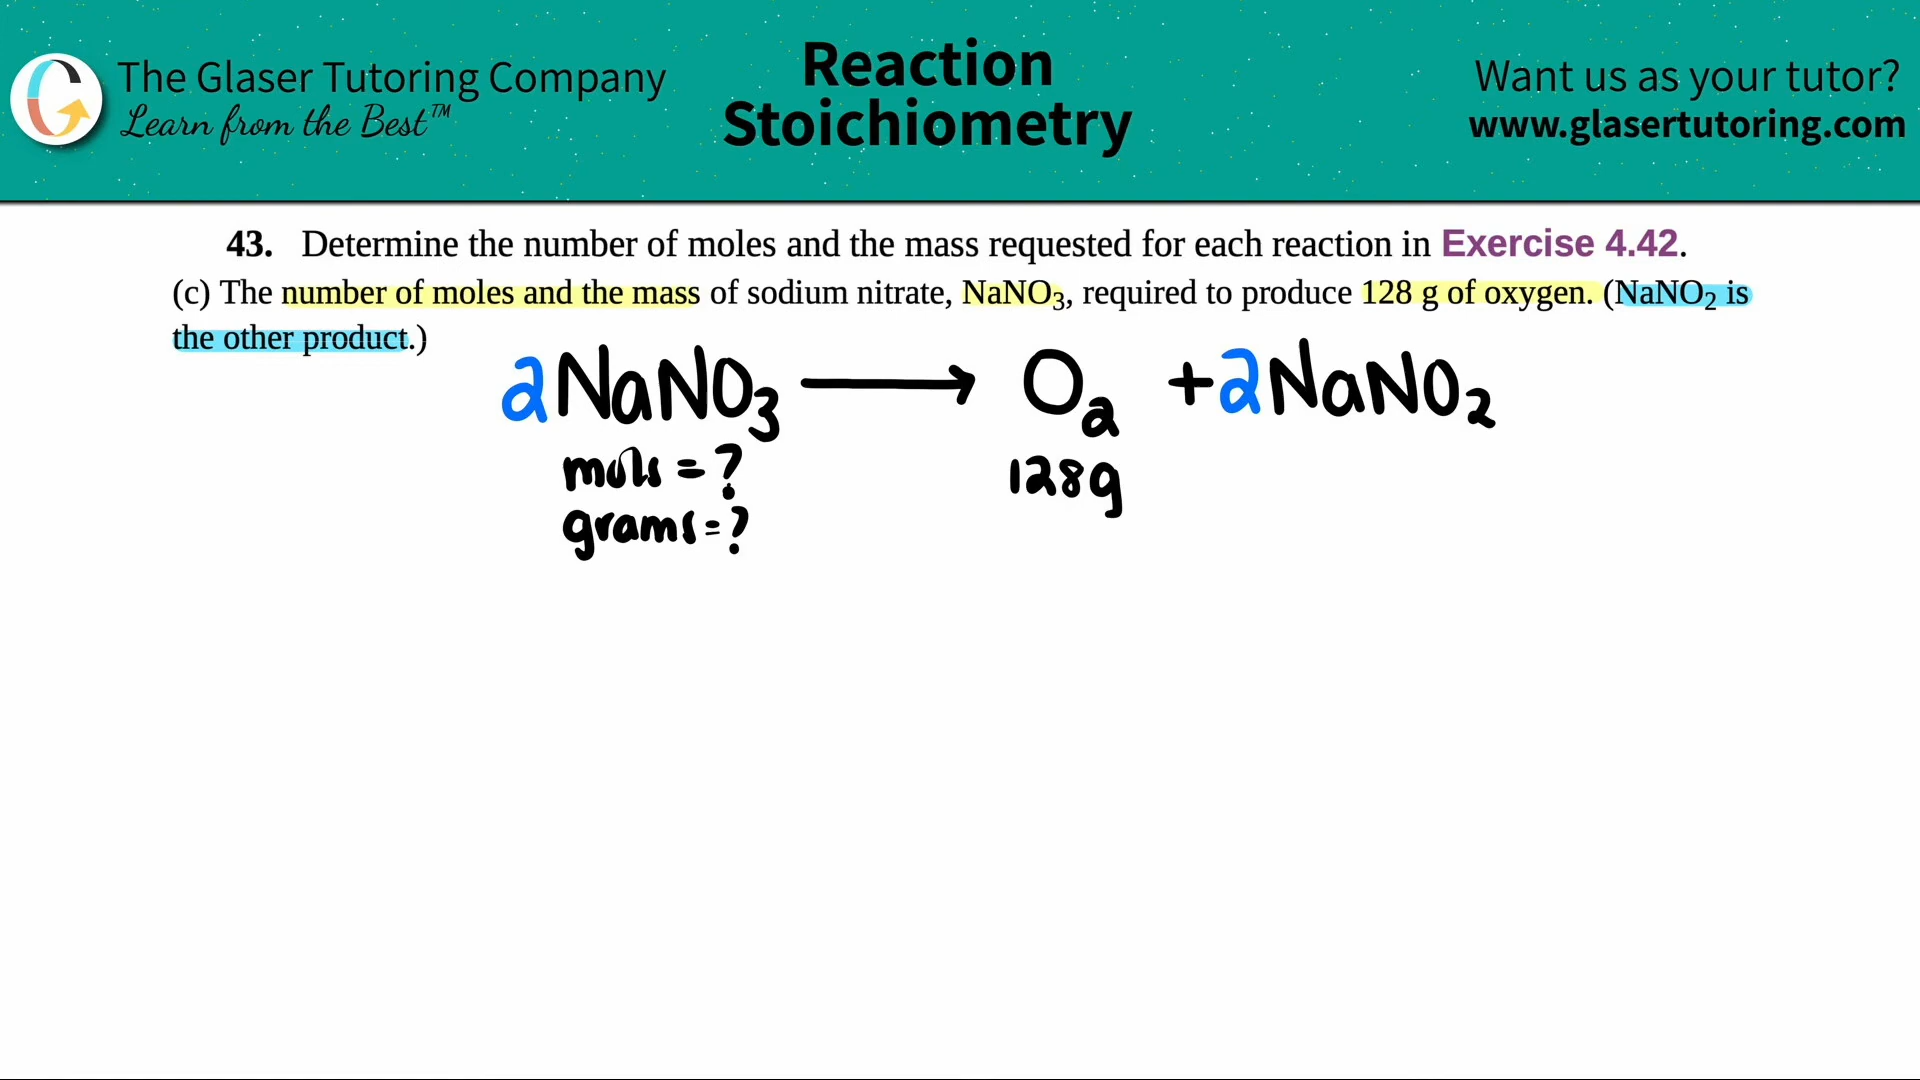 The Glaser Tutoring Company
Learn from the Best™
Reaction
Stoichiometry
Want us as your tutor?
www.glasertutoring.com
43. Determine the number of moles and the mass requested for each reaction in Exercise 4.42.
(c) The number of moles and the mass of sodium nitrate, NaNO₃, required to produce 128 g of oxygen. (NaNO₂ is
the other product.)
2NaNO₃ ⟶ O₂ + 2NaNO₂
mols = ?
128g
grams = ?